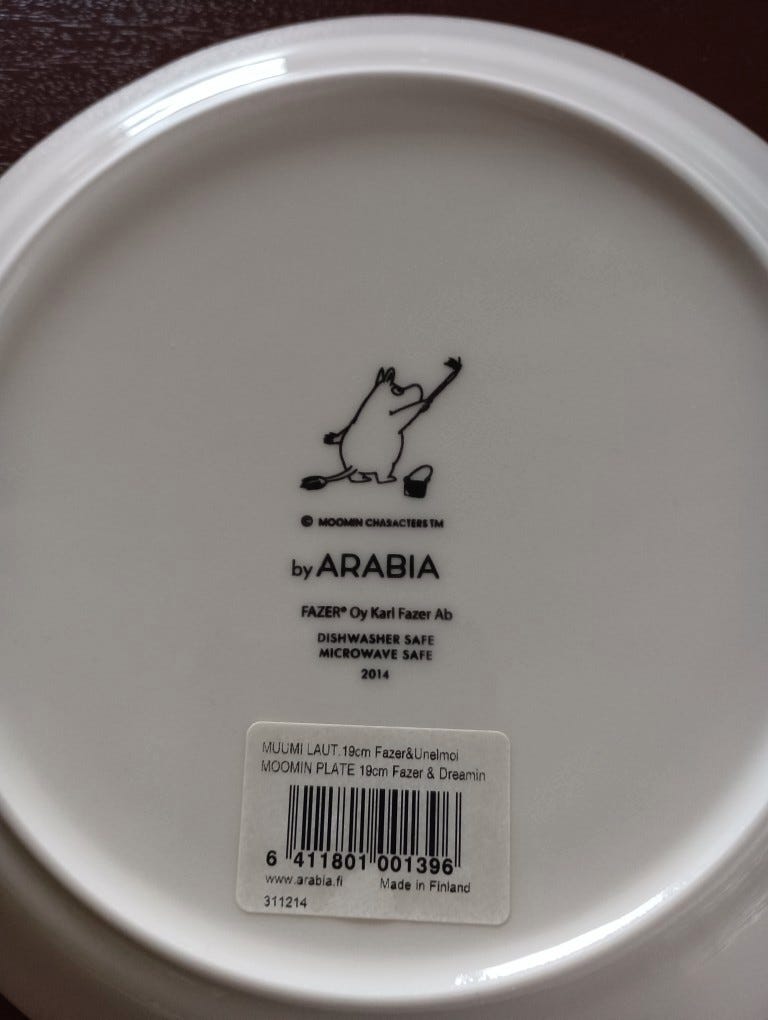 © MOOMIN CHARACTERS TM
by ARABIA
FAZER® Oy Karl Fazer Ab
DISHWASHER SAFE
MICROWAVE SAFE
2014
MUUMI LAUT.19cm Fazer&Unelmoi
MOOMIN PLATE 19cm Fazer & Dreamin
6 411801 001396
www.arabia.fi Made in Finland
311214